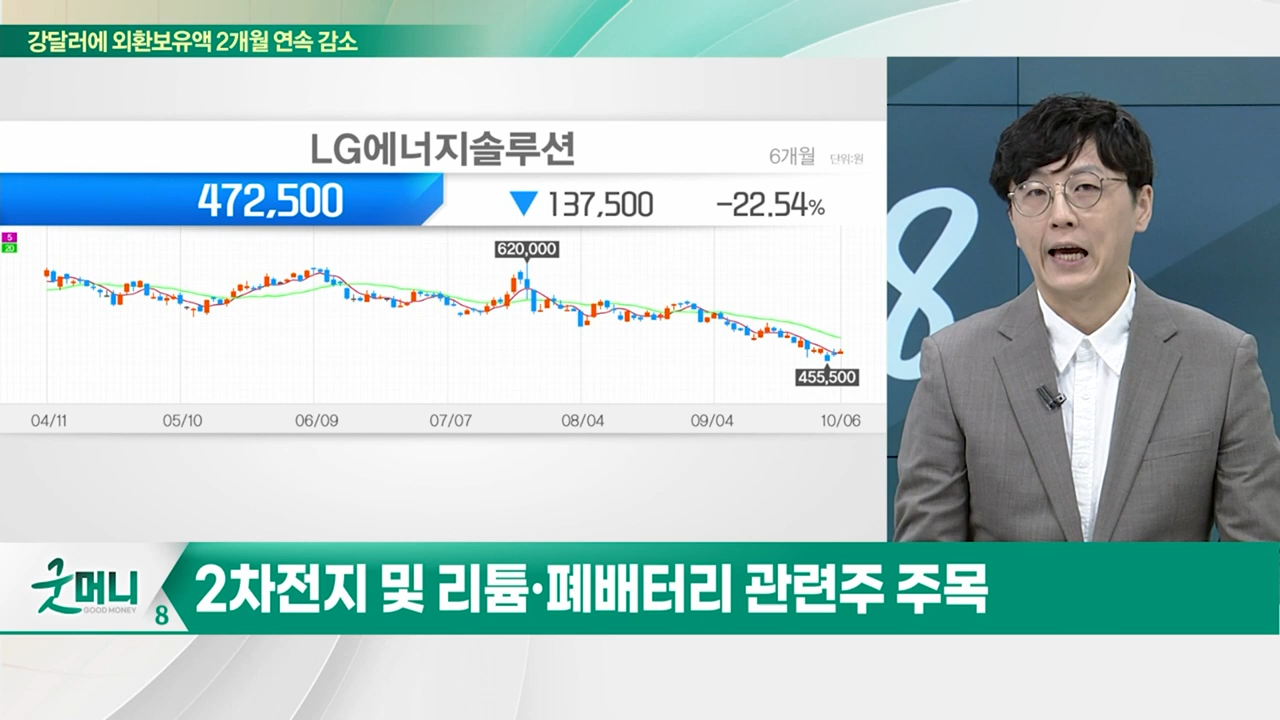 강달러에 외환보유액 2개월 연속 감소
LG에너지솔루션
6개월 단위:원
472,500 ▼ 137,500 -22.54%
5
20
620,000
455,500
04/11 05/10 06/09 07/07 08/04 09/04 10/06
8
굿머니
GOOD MONEY
8
2차전지 및 리튬·폐배터리 관련주 주목